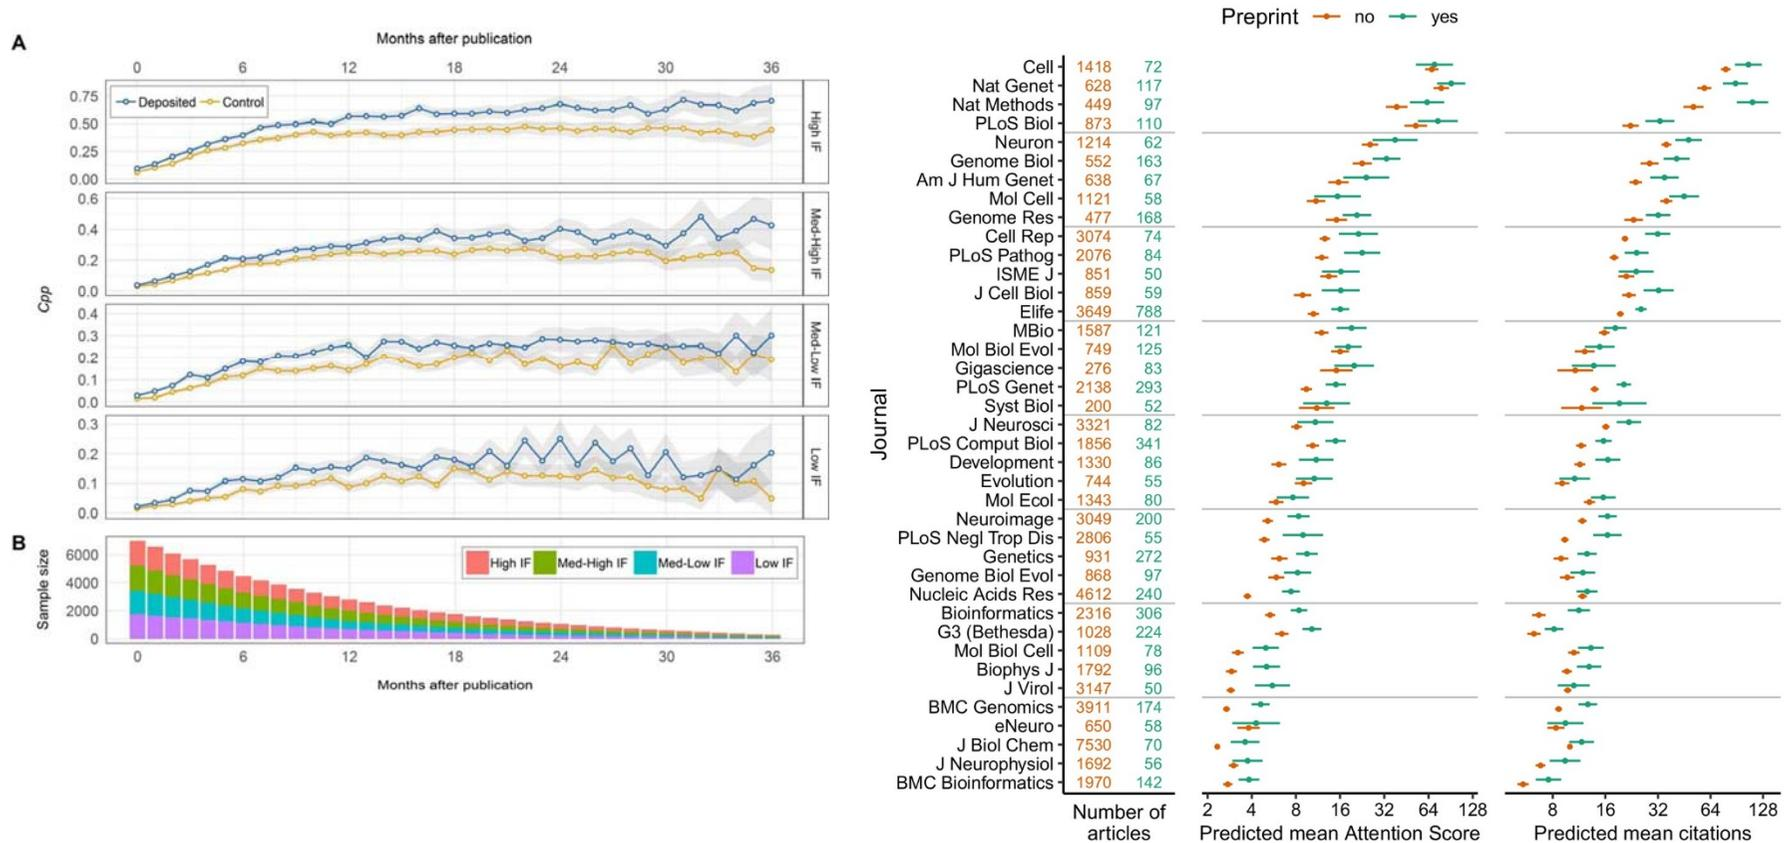 A
Months after publication
0 6 12 18 24 30 36
0.75
0.50
0.25
0.00
Deposited Control
High IF
0.6
0.4
0.2
0.0
Med-High IF
Cpp
0.4
0.3
0.2
0.1
0.0
Med-Low IF
0.3
0.2
0.1
0.0
Low IF
B
Sample size
6000
4000
2000
0
High IF Med-High IF Med-Low IF Low IF
0 6 12 18 24 30 36
Months after publication
Preprint no yes
Journal
Cell 1418 72
Nat Genet 628 117
Nat Methods 449 97
PLoS Biol 873 110
Neuron 1214 62
Genome Biol 552 163
Am J Hum Genet 638 67
Mol Cell 1121 58
Genome Res 477 168
Cell Rep 3074 74
PLoS Pathog 2076 84
ISME J 851 50
J Cell Biol 859 59
Elife 3649 788
MBio 1587 121
Mol Biol Evol 749 125
Gigascience 276 83
PLoS Genet 2138 293
Syst Biol 200 52
J Neurosci 3321 82
PLoS Comput Biol 1856 341
Development 1330 86
Evolution 744 55
Mol Ecol 1343 80
Neuroimage 3049 200
PLoS Negl Trop Dis 2806 55
Genetics 931 272
Genome Biol Evol 868 97
Nucleic Acids Res 4612 240
Bioinformatics 2316 306
G3 (Bethesda) 1028 224
Mol Biol Cell 1109 78
Biophys J 1792 96
J Virol 3147 50
BMC Genomics 3911 174
eNeuro 650 58
J Biol Chem 7530 70
J Neurophysiol 1692 56
BMC Bioinformatics 1970 142
Number of
articles
2 4 8 16 32 64 128
Predicted mean Attention Score
8 16 32 64 128
Predicted mean citations